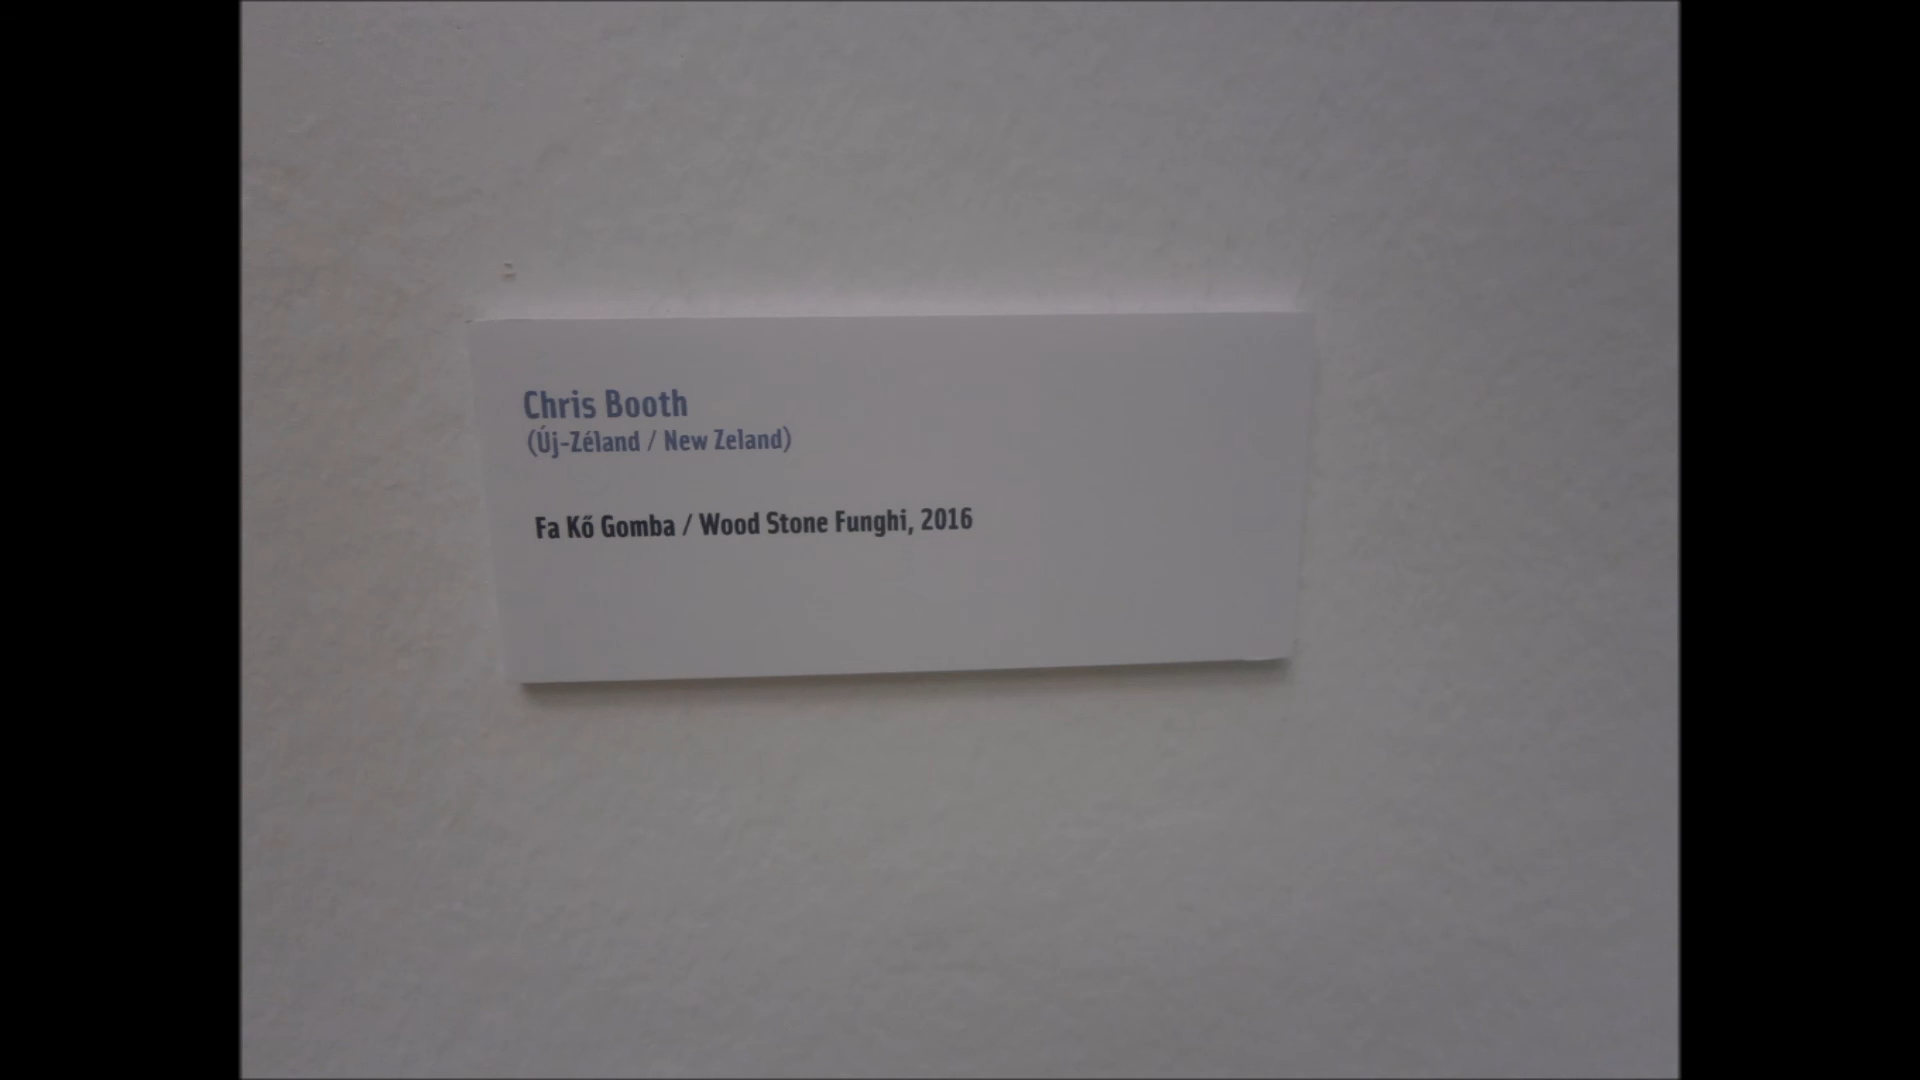 Chris Booth
(Új-Zéland / New Zeland)
Fa Kő Gomba / Wood Stone Funghi, 2016